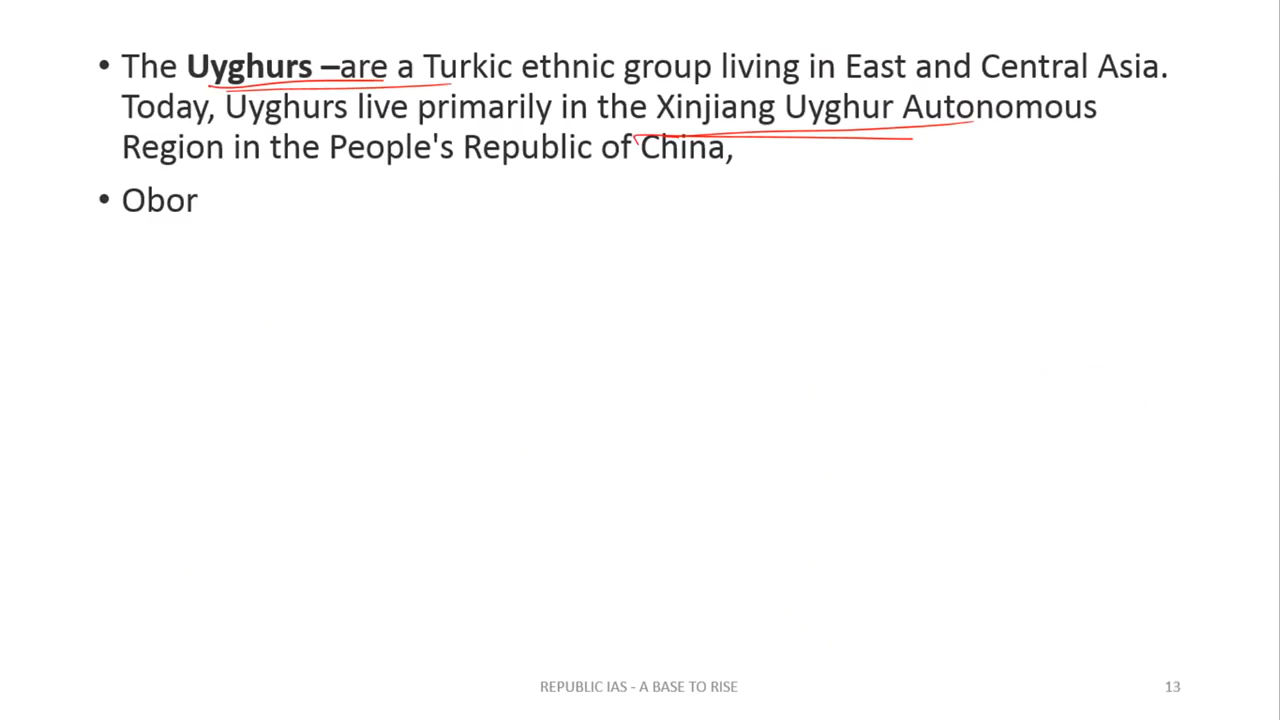 • The Uyghurs –are a Turkic ethnic group living in East and Central Asia.
Today, Uyghurs live primarily in the Xinjiang Uyghur Autonomous
Region in the People's Republic of China,
• Obor
REPUBLIC IAS - A BASE TO RISE
13